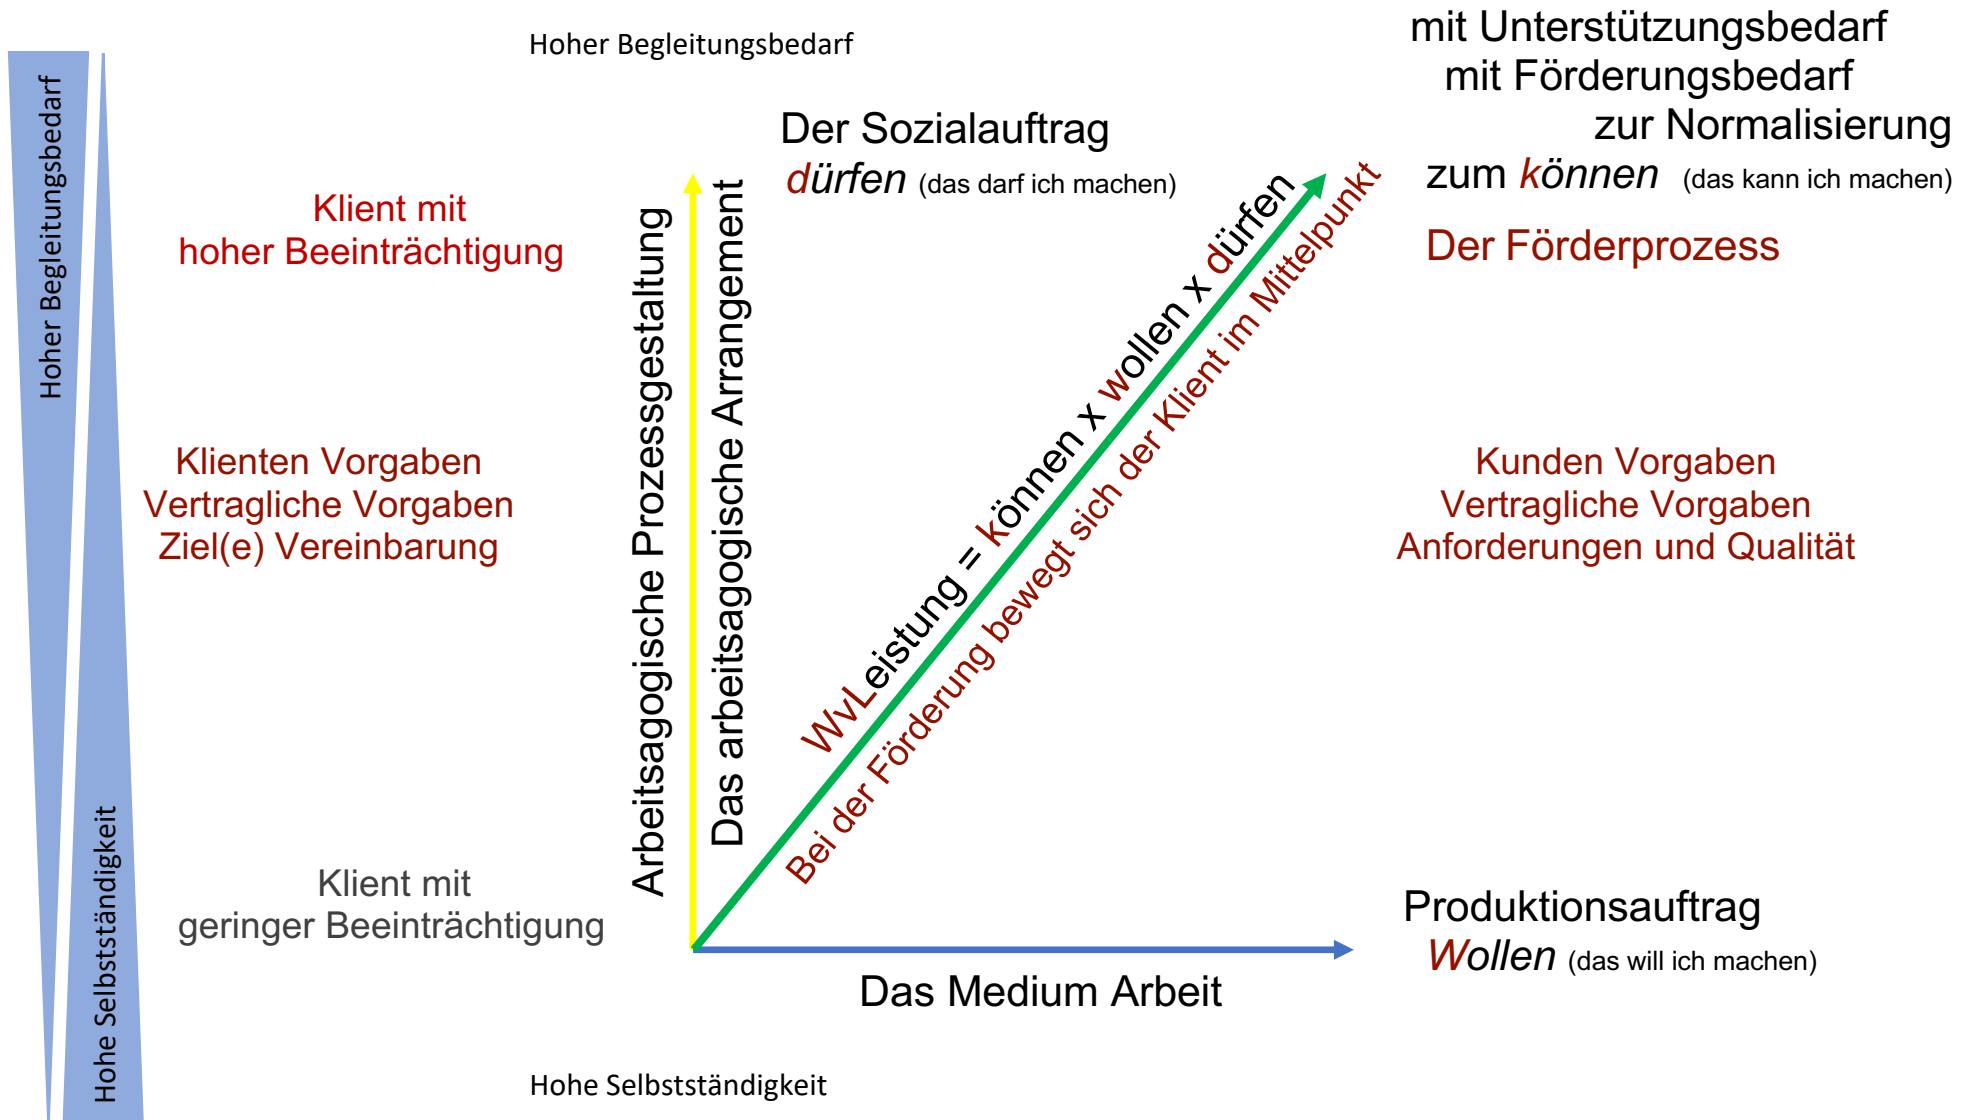 Hoher Begleitungsbedarf
mit Unterstützungsbedarf
mit Förderungsbedarf
zur Normalisierung
zum können (das kann ich machen)
Der Förderprozess
Der Sozialauftrag
dürfen (das darf ich machen)
Hoher Begleitungsbedarf
Klient mit
hoher Beeinträchtigung
Klienten Vorgaben
Vertragliche Vorgaben
Ziel(e) Vereinbarung
Arbeitsagogische Prozessgestaltung
Das arbeitsagogische Arrangement
WvLeistung = können x wollen x dürfen
Bei der Förderung bewegt sich der Klient im Mittelpunkt
Kunden Vorgaben
Vertragliche Vorgaben
Anforderungen und Qualität
Hohe Selbstständigkeit
Klient mit
geringer Beeinträchtigung
Produktionsauftrag
Wollen (das will ich machen)
Das Medium Arbeit
Hohe Selbstständigkeit